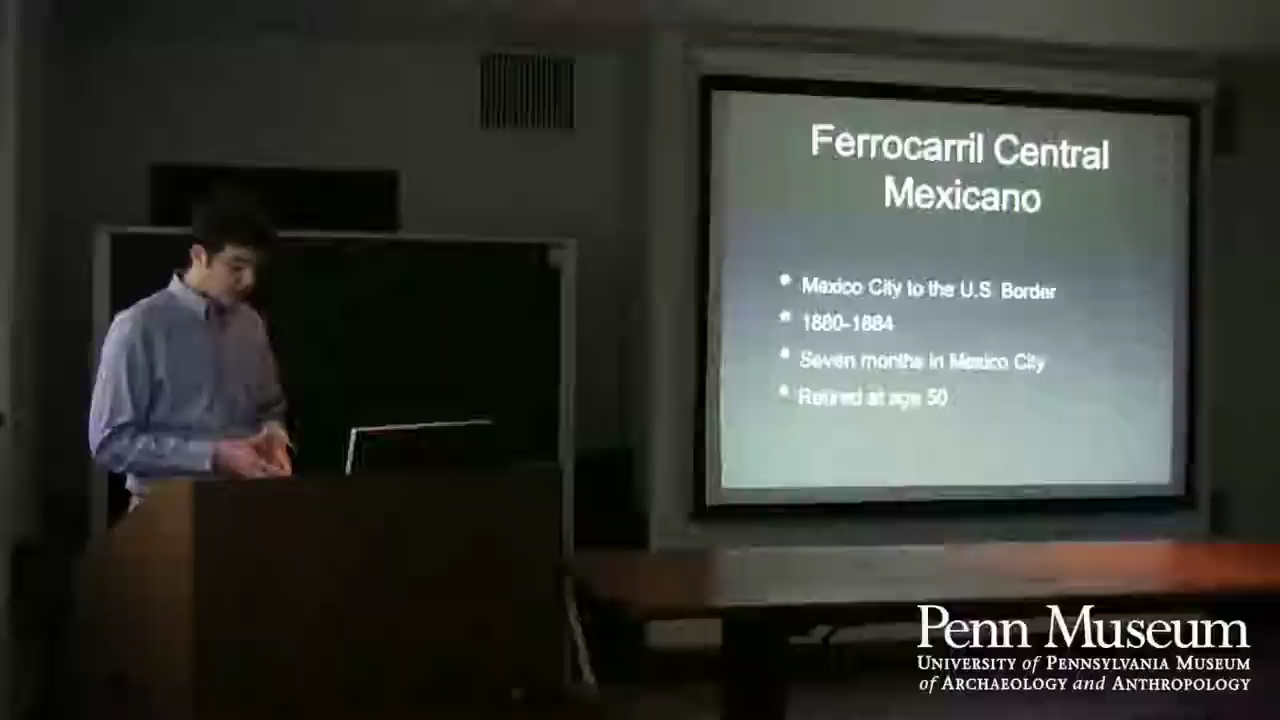 Ferrocarril Central
Mexicano
• Mexico City to the U.S. Border
• 1880-1884
• Seven months in Mexico City
• Retired at age 50
Penn Museum
UNIVERSITY of PENNSYLVANIA MUSEUM
of ARCHAEOLOGY and ANTHROPOLOGY